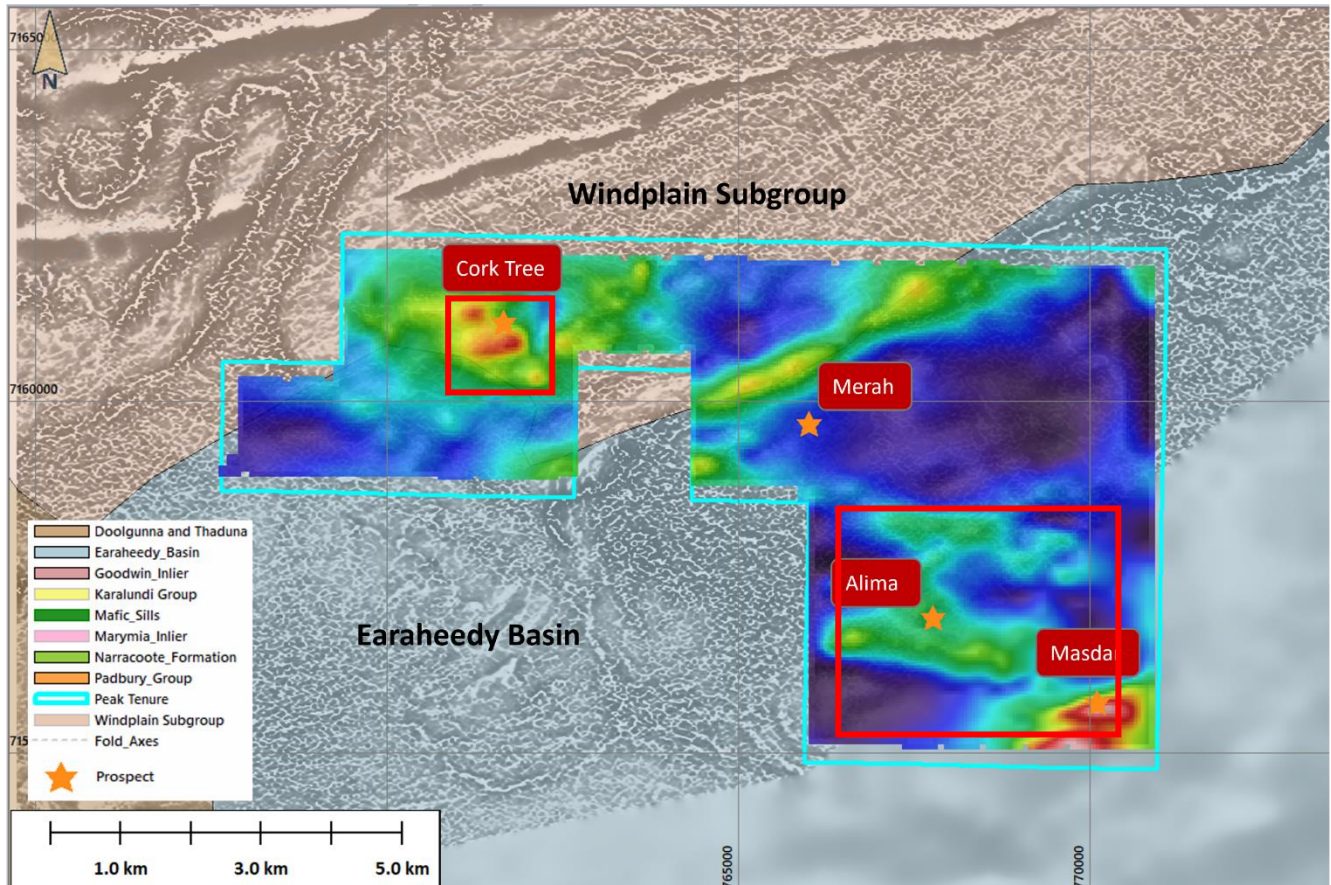 7165000
N
Windplain Subgroup
Cork Tree
7160000
Merah
Alima
Masdar
Earaheedy Basin
Doolgunna and Thaduna
Earaheedy_Basin
Goodwin_Inlier
Karalundi Group
Mafic_Sills
Marymia_Inlier
Narracoote_Formation
Padbury_Group
Peak Tenure
Windplain Subgroup
Fold_Axes
Prospect
1.0 km 3.0 km 5.0 km
765000
770000